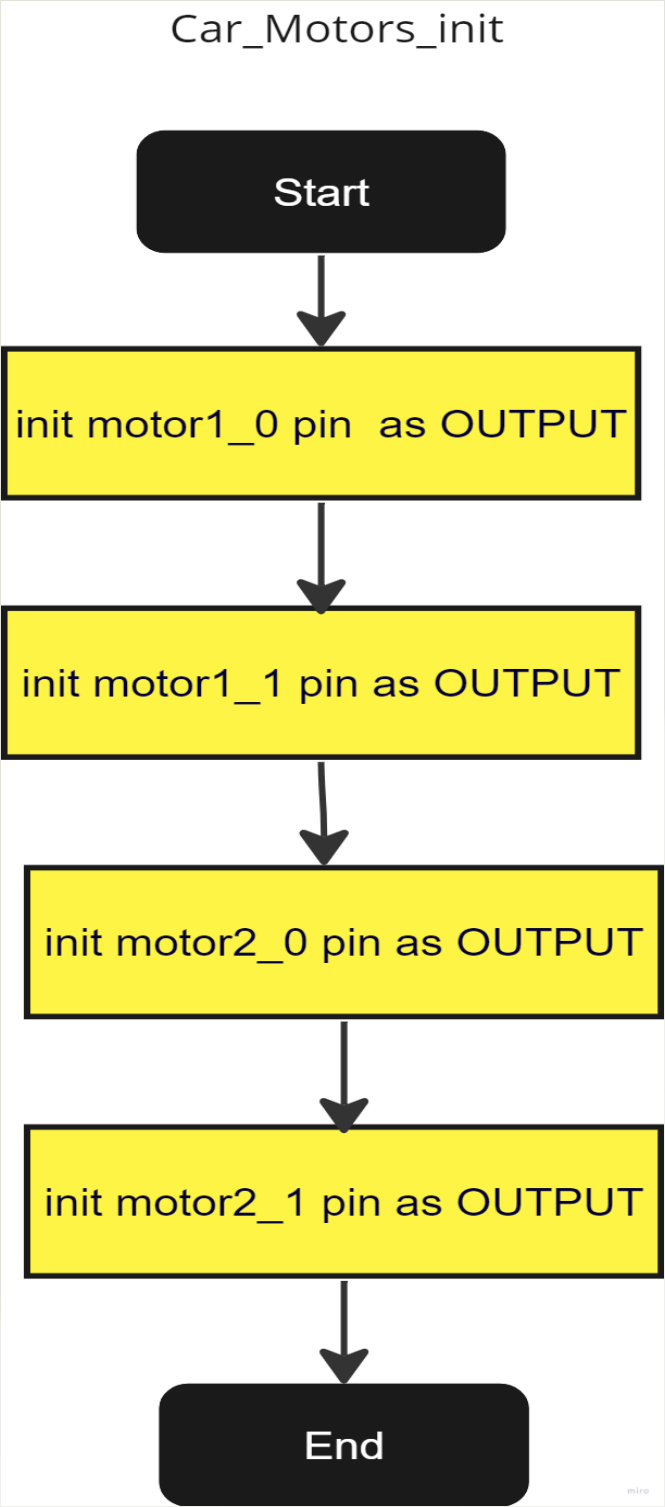 Car_Motors_init
Start
init motor1_0 pin  as OUTPUT
init motor1_1 pin as OUTPUT
init motor2_0 pin as OUTPUT
init motor2_1 pin as OUTPUT
End
miro